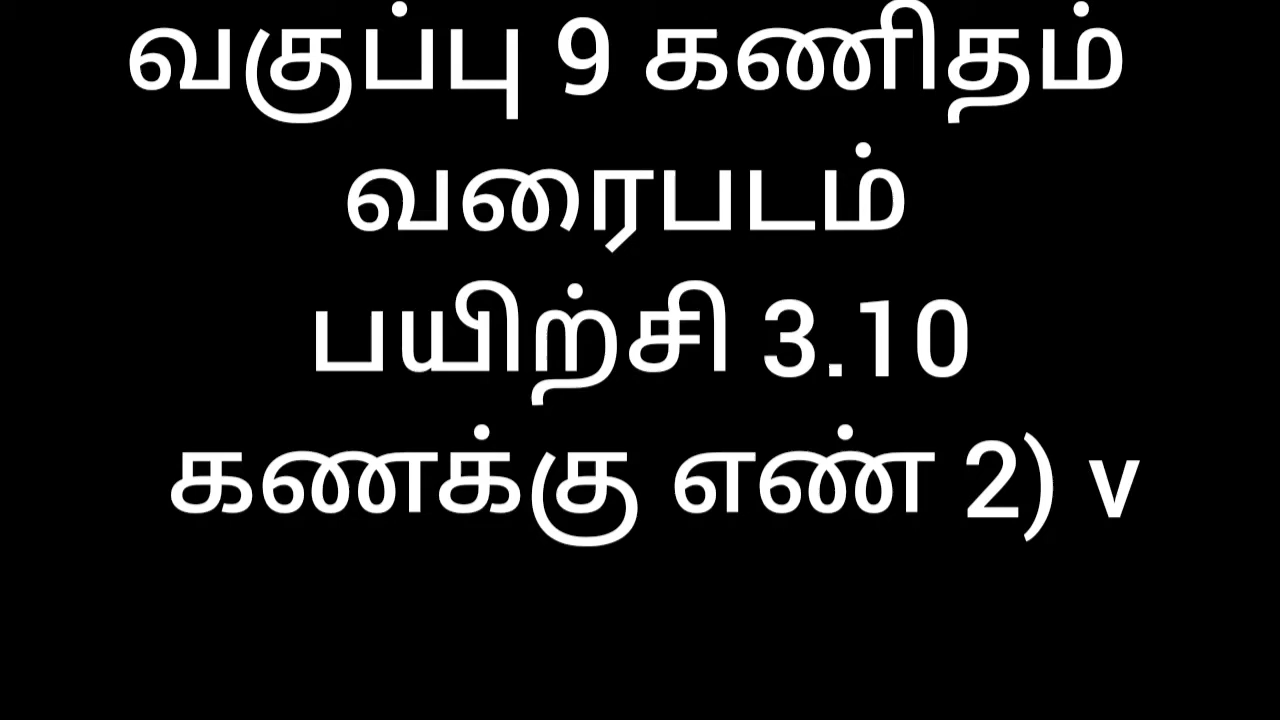 வகுப்பு 9 கணிதம்
வரைபடம்
பயிற்சி 3.10
கணக்கு எண் 2) v